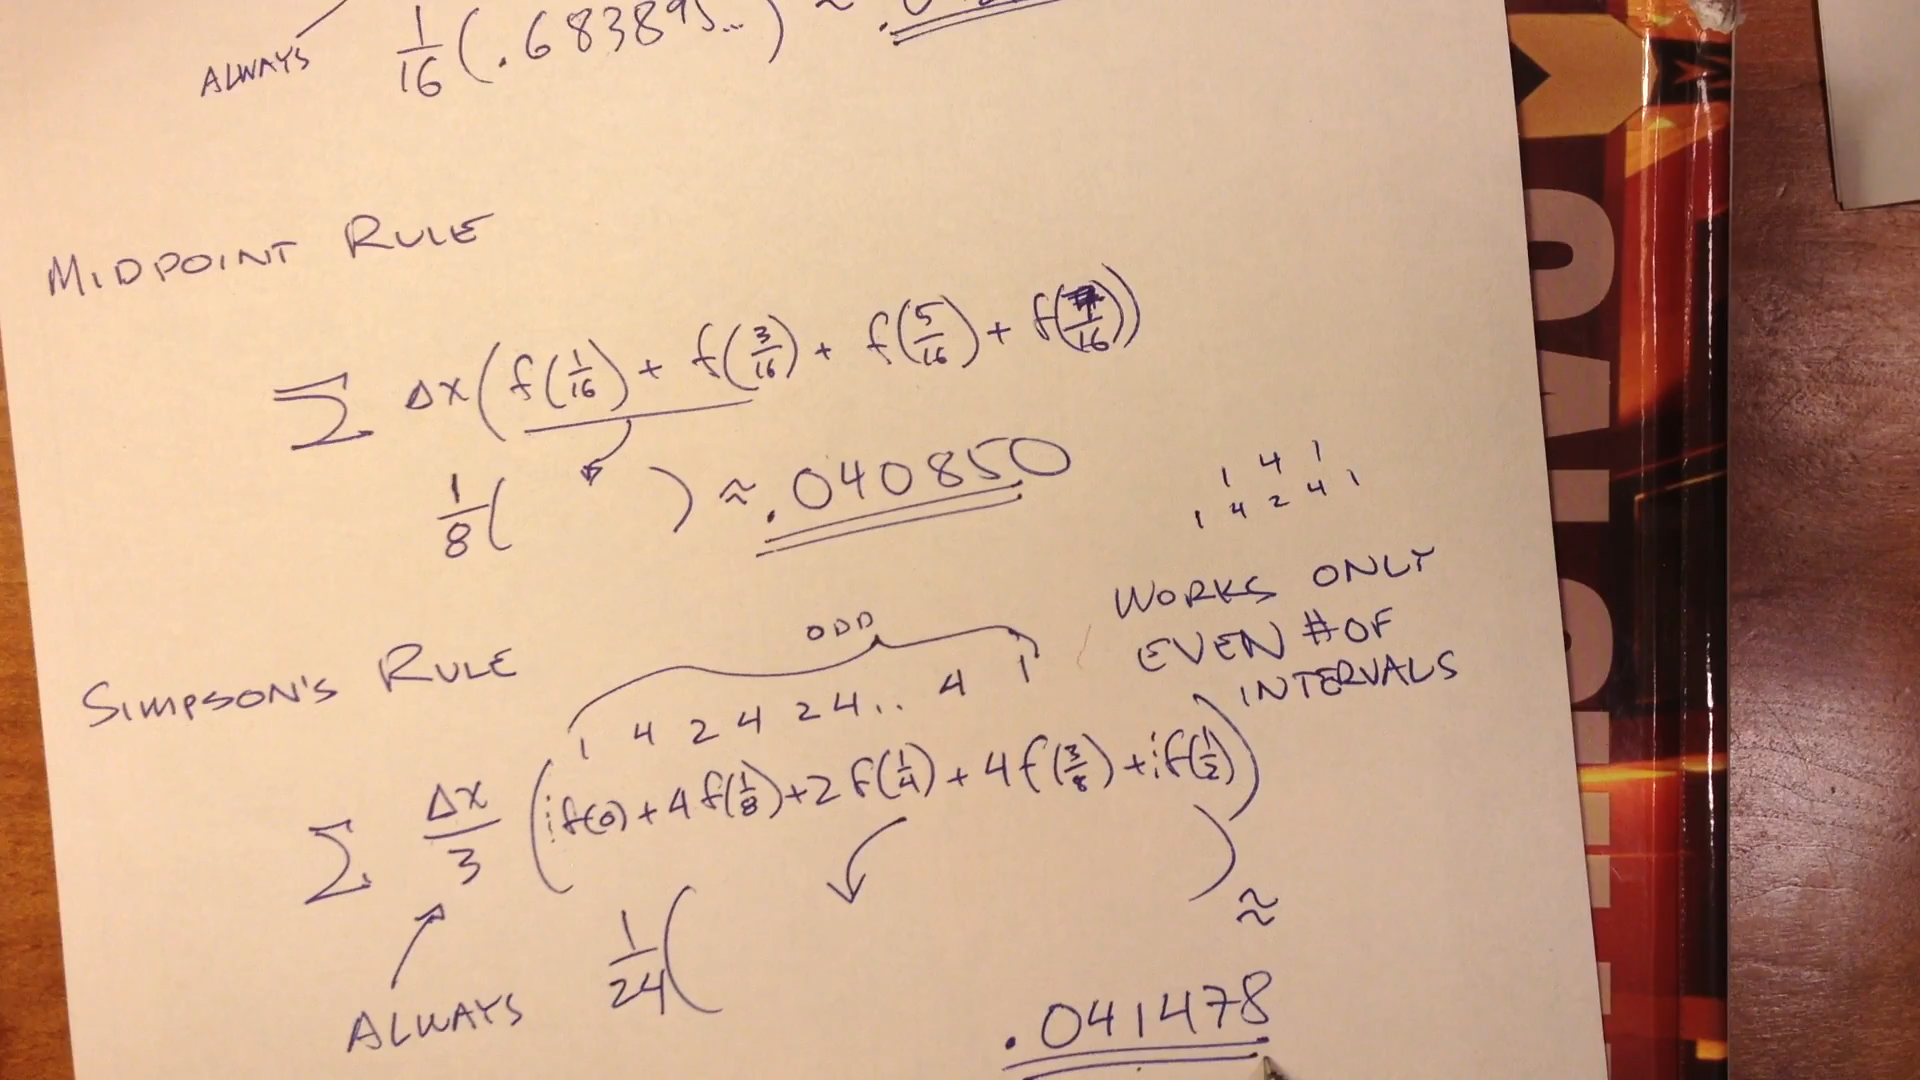 ALWAYS 1/16 (.683895...) ≈
MIDPOINT RULE
Σ Δx (f(1/16) + f(3/16) + f(5/16) + f(7/16))
1/8 ( ) ≈ .040850
1 4 1
1 4 2 4 1
WORKS ONLY
EVEN # OF
INTERVALS
SIMPSON'S RULE
ODD
1 4 2 4 2 4 .. 4 1
Σ Δx/3 (1f(0) + 4f(1/8) + 2f(1/4) + 4f(3/8) + 1f(1/2))
ALWAYS 1/24 ( ) ≈
.041478